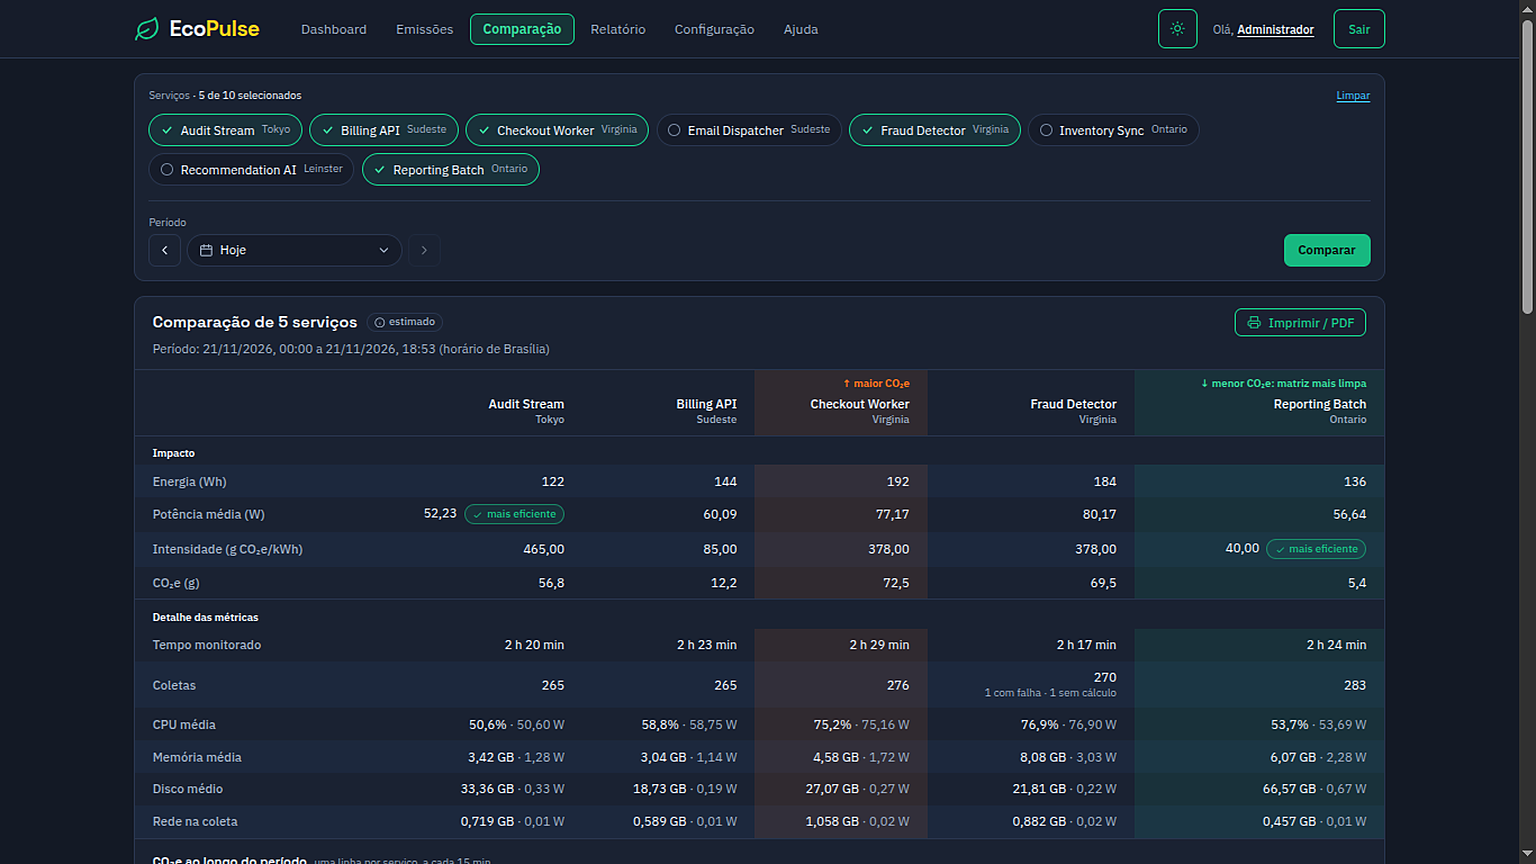 EcoPulse Dashboard Emissões Comparação Relatório Configuração Ajuda Olá, Administrador Sair
Serviços · 5 de 10 selecionados Limpar
Audit Stream Tokyo Billing API Sudeste Checkout Worker Virginia Email Dispatcher Sudeste Fraud Detector Virginia Inventory Sync Ontario
Recommendation AI Leinster Reporting Batch Ontario
Período
Hoje Comparar
Comparação de 5 serviços estimado Imprimir / PDF
Período: 21/11/2026, 00:00 a 21/11/2026, 18:53 (horário de Brasília)
↑ maior CO₂e ↓ menor CO₂e: matriz mais limpa
Audit Stream Billing API Checkout Worker Fraud Detector Reporting Batch
Tokyo Sudeste Virginia Virginia Ontario
Impacto
Energia (Wh) 122 144 192 184 136
Potência média (W) 52,23 ✓ mais eficiente 60,09 77,17 80,17 56,64
Intensidade (g CO₂e/kWh) 465,00 85,00 378,00 378,00 40,00 ✓ mais eficiente
CO₂e (g) 56,8 12,2 72,5 69,5 5,4
Detalhe das métricas
Tempo monitorado 2 h 20 min 2 h 23 min 2 h 29 min 2 h 17 min 2 h 24 min
Coletas 265 265 276 270 283
1 com falha · 1 sem cálculo
CPU média 50,6% · 50,60 W 58,8% · 58,75 W 75,2% · 75,16 W 76,9% · 76,90 W 53,7% · 53,69 W
Memória média 3,42 GB · 1,28 W 3,04 GB · 1,14 W 4,58 GB · 1,72 W 8,08 GB · 3,03 W 6,07 GB · 2,28 W
Disco médio 33,36 GB · 0,33 W 18,73 GB · 0,19 W 27,07 GB · 0,27 W 21,81 GB · 0,22 W 66,57 GB · 0,67 W
Rede na coleta 0,719 GB · 0,01 W 0,589 GB · 0,01 W 1,058 GB · 0,02 W 0,882 GB · 0,02 W 0,457 GB · 0,01 W
CO₂e ao longo do período uma linha por serviço, a cada 15 min